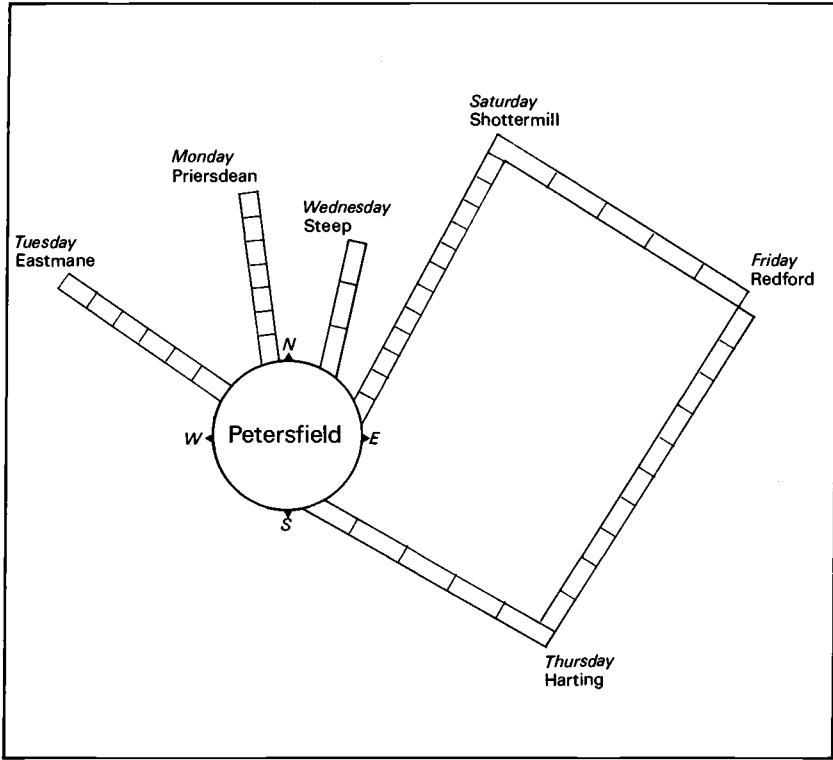 Saturday
Shottermill
Monday
Priersdean
Wednesday
Steep
Tuesday
Eastmane
Friday
Redford
N
W
Petersfield
E
S
Thursday
Harting